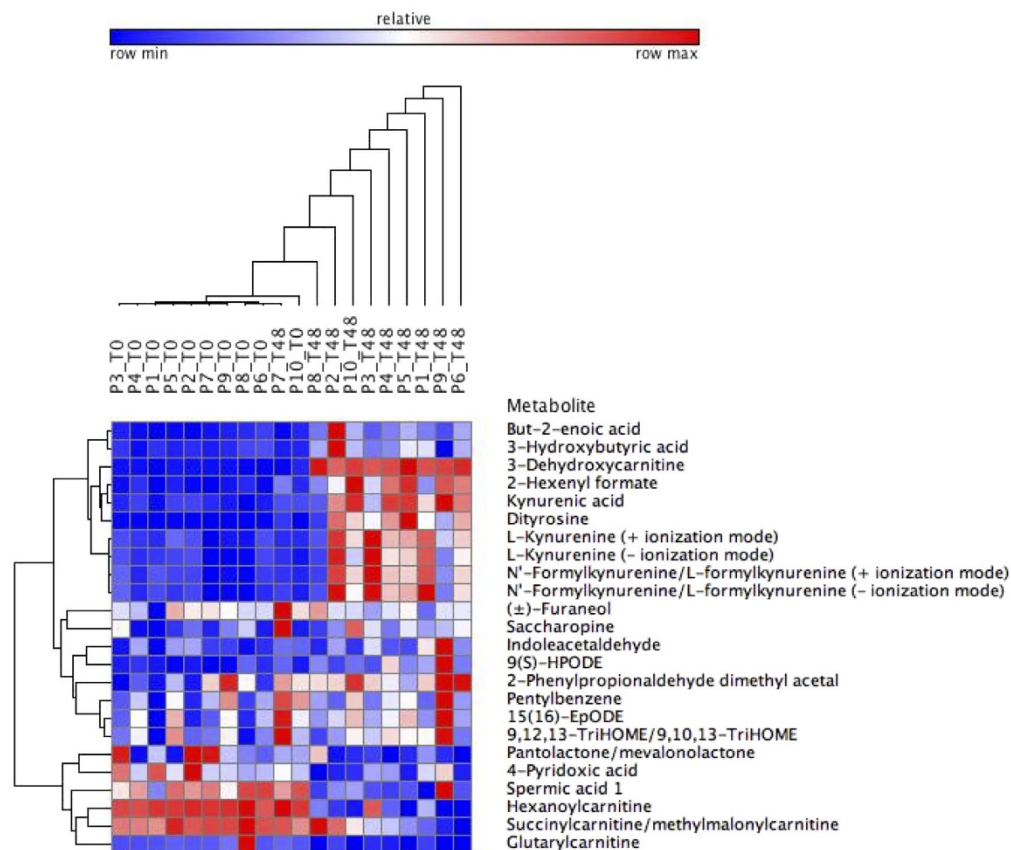 relative
row min row max
P3_T0
P4_T0
P1_T0
P5_T0
P2_T0
P7_T0
P9_T0
P8_T0
P6_T0
P7_T48
P10_T0
P8_T48
P2_T48
P10_T48
P3_T48
P4_T48
P5_T48
P1_T48
P9_T48
P6_T48
Metabolite
But-2-enoic acid
3-Hydroxybutyric acid
3-Dehydroxycarnitine
2-Hexenyl formate
Kynurenic acid
Dityrosine
L-Kynurenine (+ ionization mode)
L-Kynurenine (- ionization mode)
N'-Formylkynurenine/L-formylkynurenine (+ ionization mode)
N'-Formylkynurenine/L-formylkynurenine (- ionization mode)
(±)-Furaneol
Saccharopine
Indoleacetaldehyde
9(S)-HPODE
2-Phenylpropionaldehyde dimethyl acetal
Pentylbenzene
15(16)-EpODE
9,12,13-TriHOME/9,10,13-TriHOME
Pantolactone/mevalonolactone
4-Pyridoxic acid
Spermic acid 1
Hexanoylcarnitine
Succinylcarnitine/methylmalonylcarnitine
Glutarylcarnitine